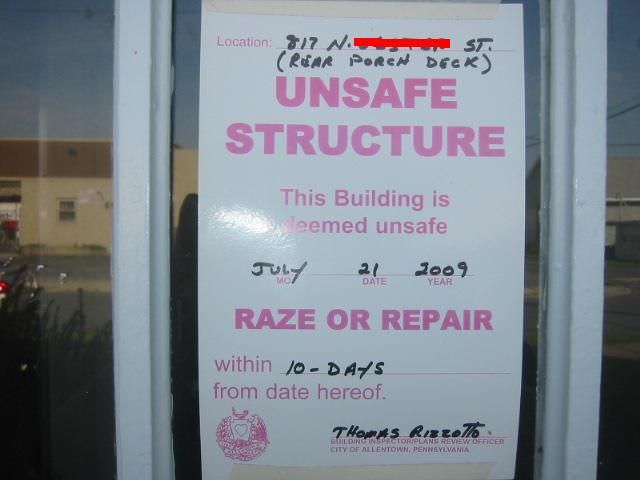 Location: 817 N. ST.
(REAR PORCH DECK)
UNSAFE
STRUCTURE
This Building is
deemed unsafe
JULY 21 2009
MO. DATE YEAR
RAZE OR REPAIR
within 10-DAYS
from date hereof.
THOMAS RIZZOTTO
BUILDING INSPECTOR/PLANS REVIEW OFFICER
CITY OF ALLENTOWN, PENNSYLVANIA